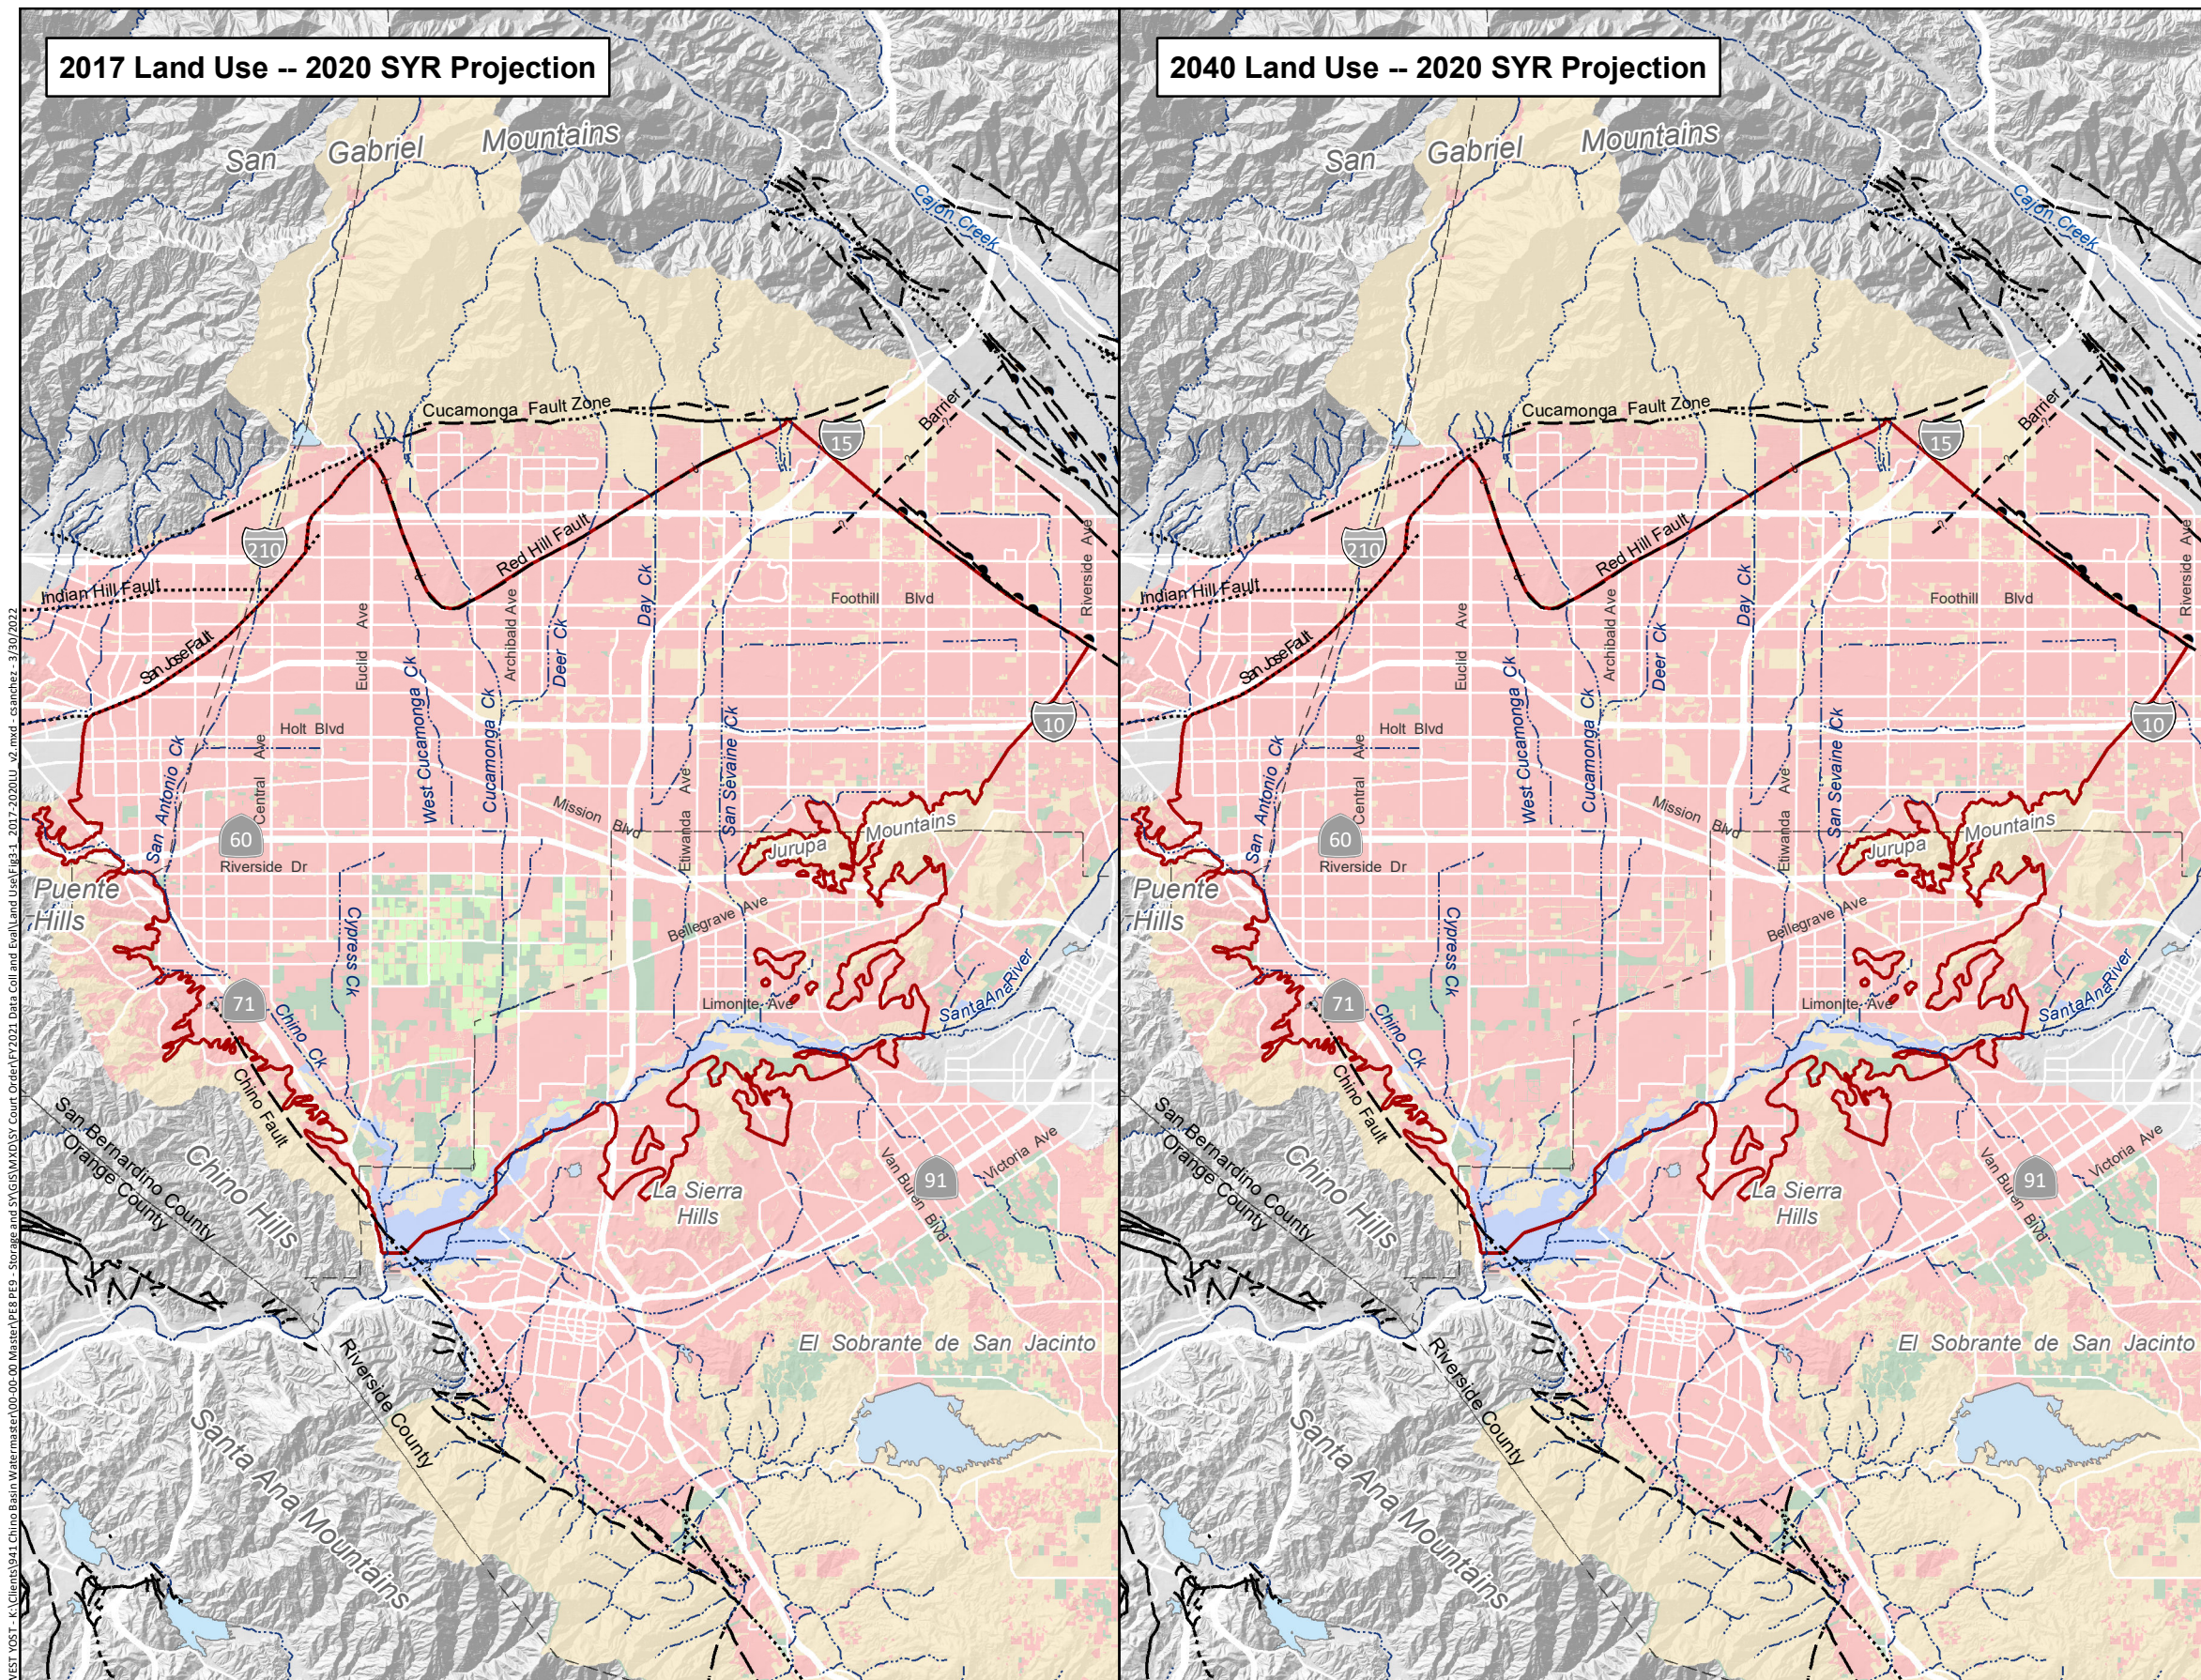 2017 Land Use -- 2020 SYR Projection
San Gabriel Mountains
Cajon Creek
Cucamonga Fault Zone
15
Barrier
210
Red Hill Fault
Riverside Ave
Indian Hill Fault
Euclid Ave
Archibald Ave
Day Ck
Foothill Blvd
San Jose Fault
Deer Ck
West Cucamonga Ck
Cucamonga Ck
Holt Blvd
10
San Antonio Ck
Central Ave
San Sevaine Ck
Etiwanda Ave
Mission Blvd
60
Riverside Dr
Jurupa Mountains
Puente
Hills
Cypress Ck
Bellegrave Ave
71
Chino Ck
Limonite Ave
Santa Ana River
Chino Fault
San Bernardino County
Orange County
Chino Hills
Van Buren Blvd
Victoria Ave
91
La Sierra
Hills
El Sobrante de San Jacinto
Riverside County
Santa Ana Mountains
2040 Land Use -- 2020 SYR Projection
San Gabriel Mountains
Cajon Creek
Cucamonga Fault Zone
15
Barrier
210
Red Hill Fault
Riverside Ave
Indian Hill Fault
Euclid Ave
Archibald Ave
Day Ck
Foothill Blvd
San Jose Fault
Deer Ck
West Cucamonga Ck
Cucamonga Ck
Holt Blvd
10
San Antonio Ck
Central Ave
San Sevaine Ck
Etiwanda Ave
Mission Blvd
60
Riverside Dr
Jurupa Mountains
Puente
Hills
Cypress Ck
Bellegrave Ave
71
Chino Ck
Limonite Ave
Santa Ana River
Chino Fault
San Bernardino County
Orange County
Chino Hills
Van Buren Blvd
Victoria Ave
91
La Sierra
Hills
El Sobrante de San Jacinto
Riverside County
Santa Ana Mountains